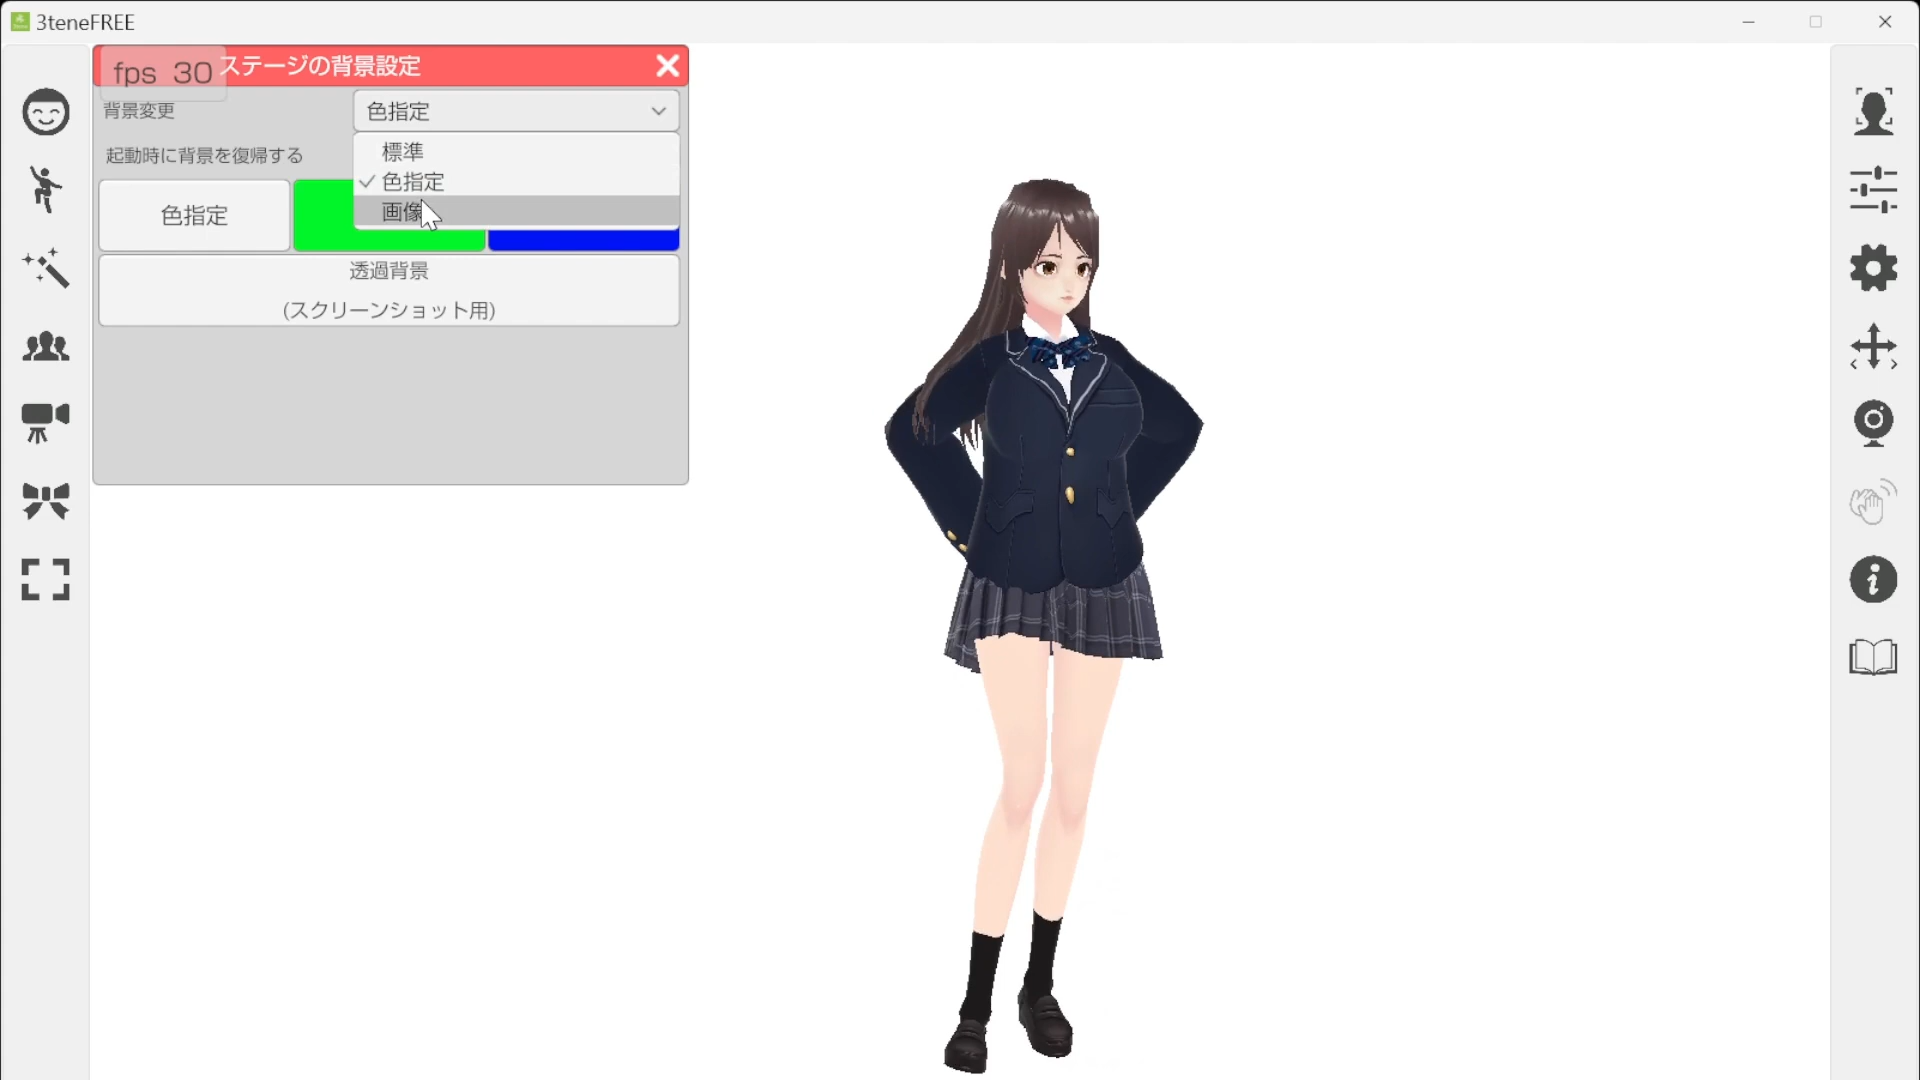 3teneFREE
fps 30
ステージの背景設定
背景変更
色指定
標準
色指定
画像
起動時に背景を復帰する
色指定
透過背景
(スクリーンショット用)